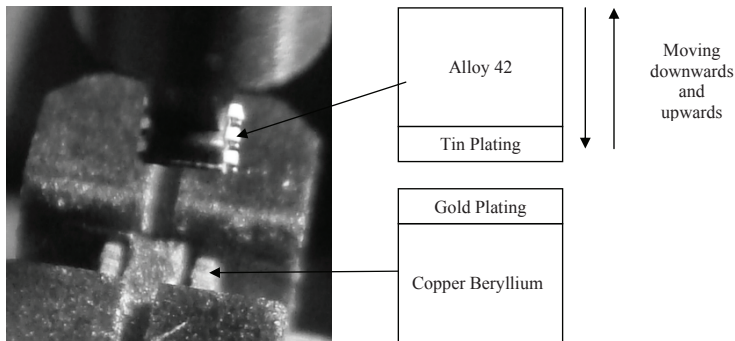 Alloy 42
Tin Plating
Gold Plating
Copper Beryllium
Moving
downwards
and
upwards